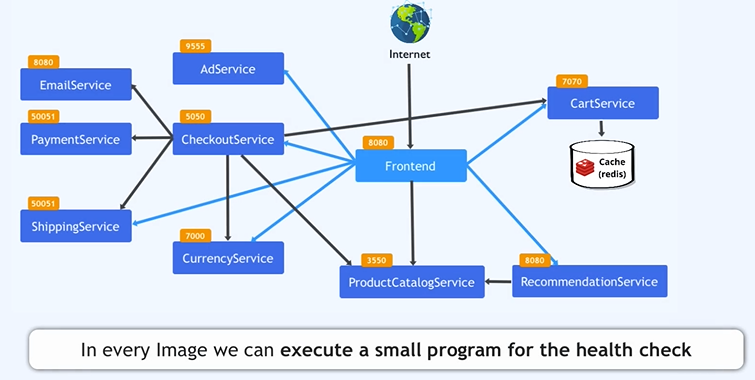 Internet
9555
AdService
8080
EmailService
7070
CartService
50051
PaymentService
5050
CheckoutService
8080
Frontend
Cache
(redis)
50051
ShippingService
7000
CurrencyService
3550
ProductCatalogService
8080
RecommendationService
In every Image we can execute a small program for the health check